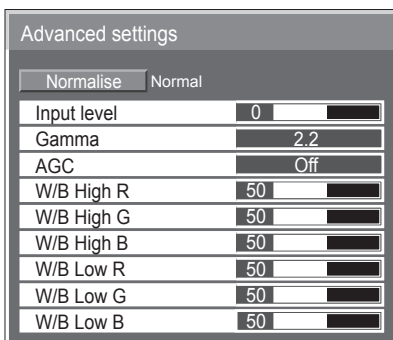 Advanced settings
Normalise Normal
Input level 0
Gamma 2.2
AGC Off
W/B High R 50
W/B High G 50
W/B High B 50
W/B Low R 50
W/B Low G 50
W/B Low B 50